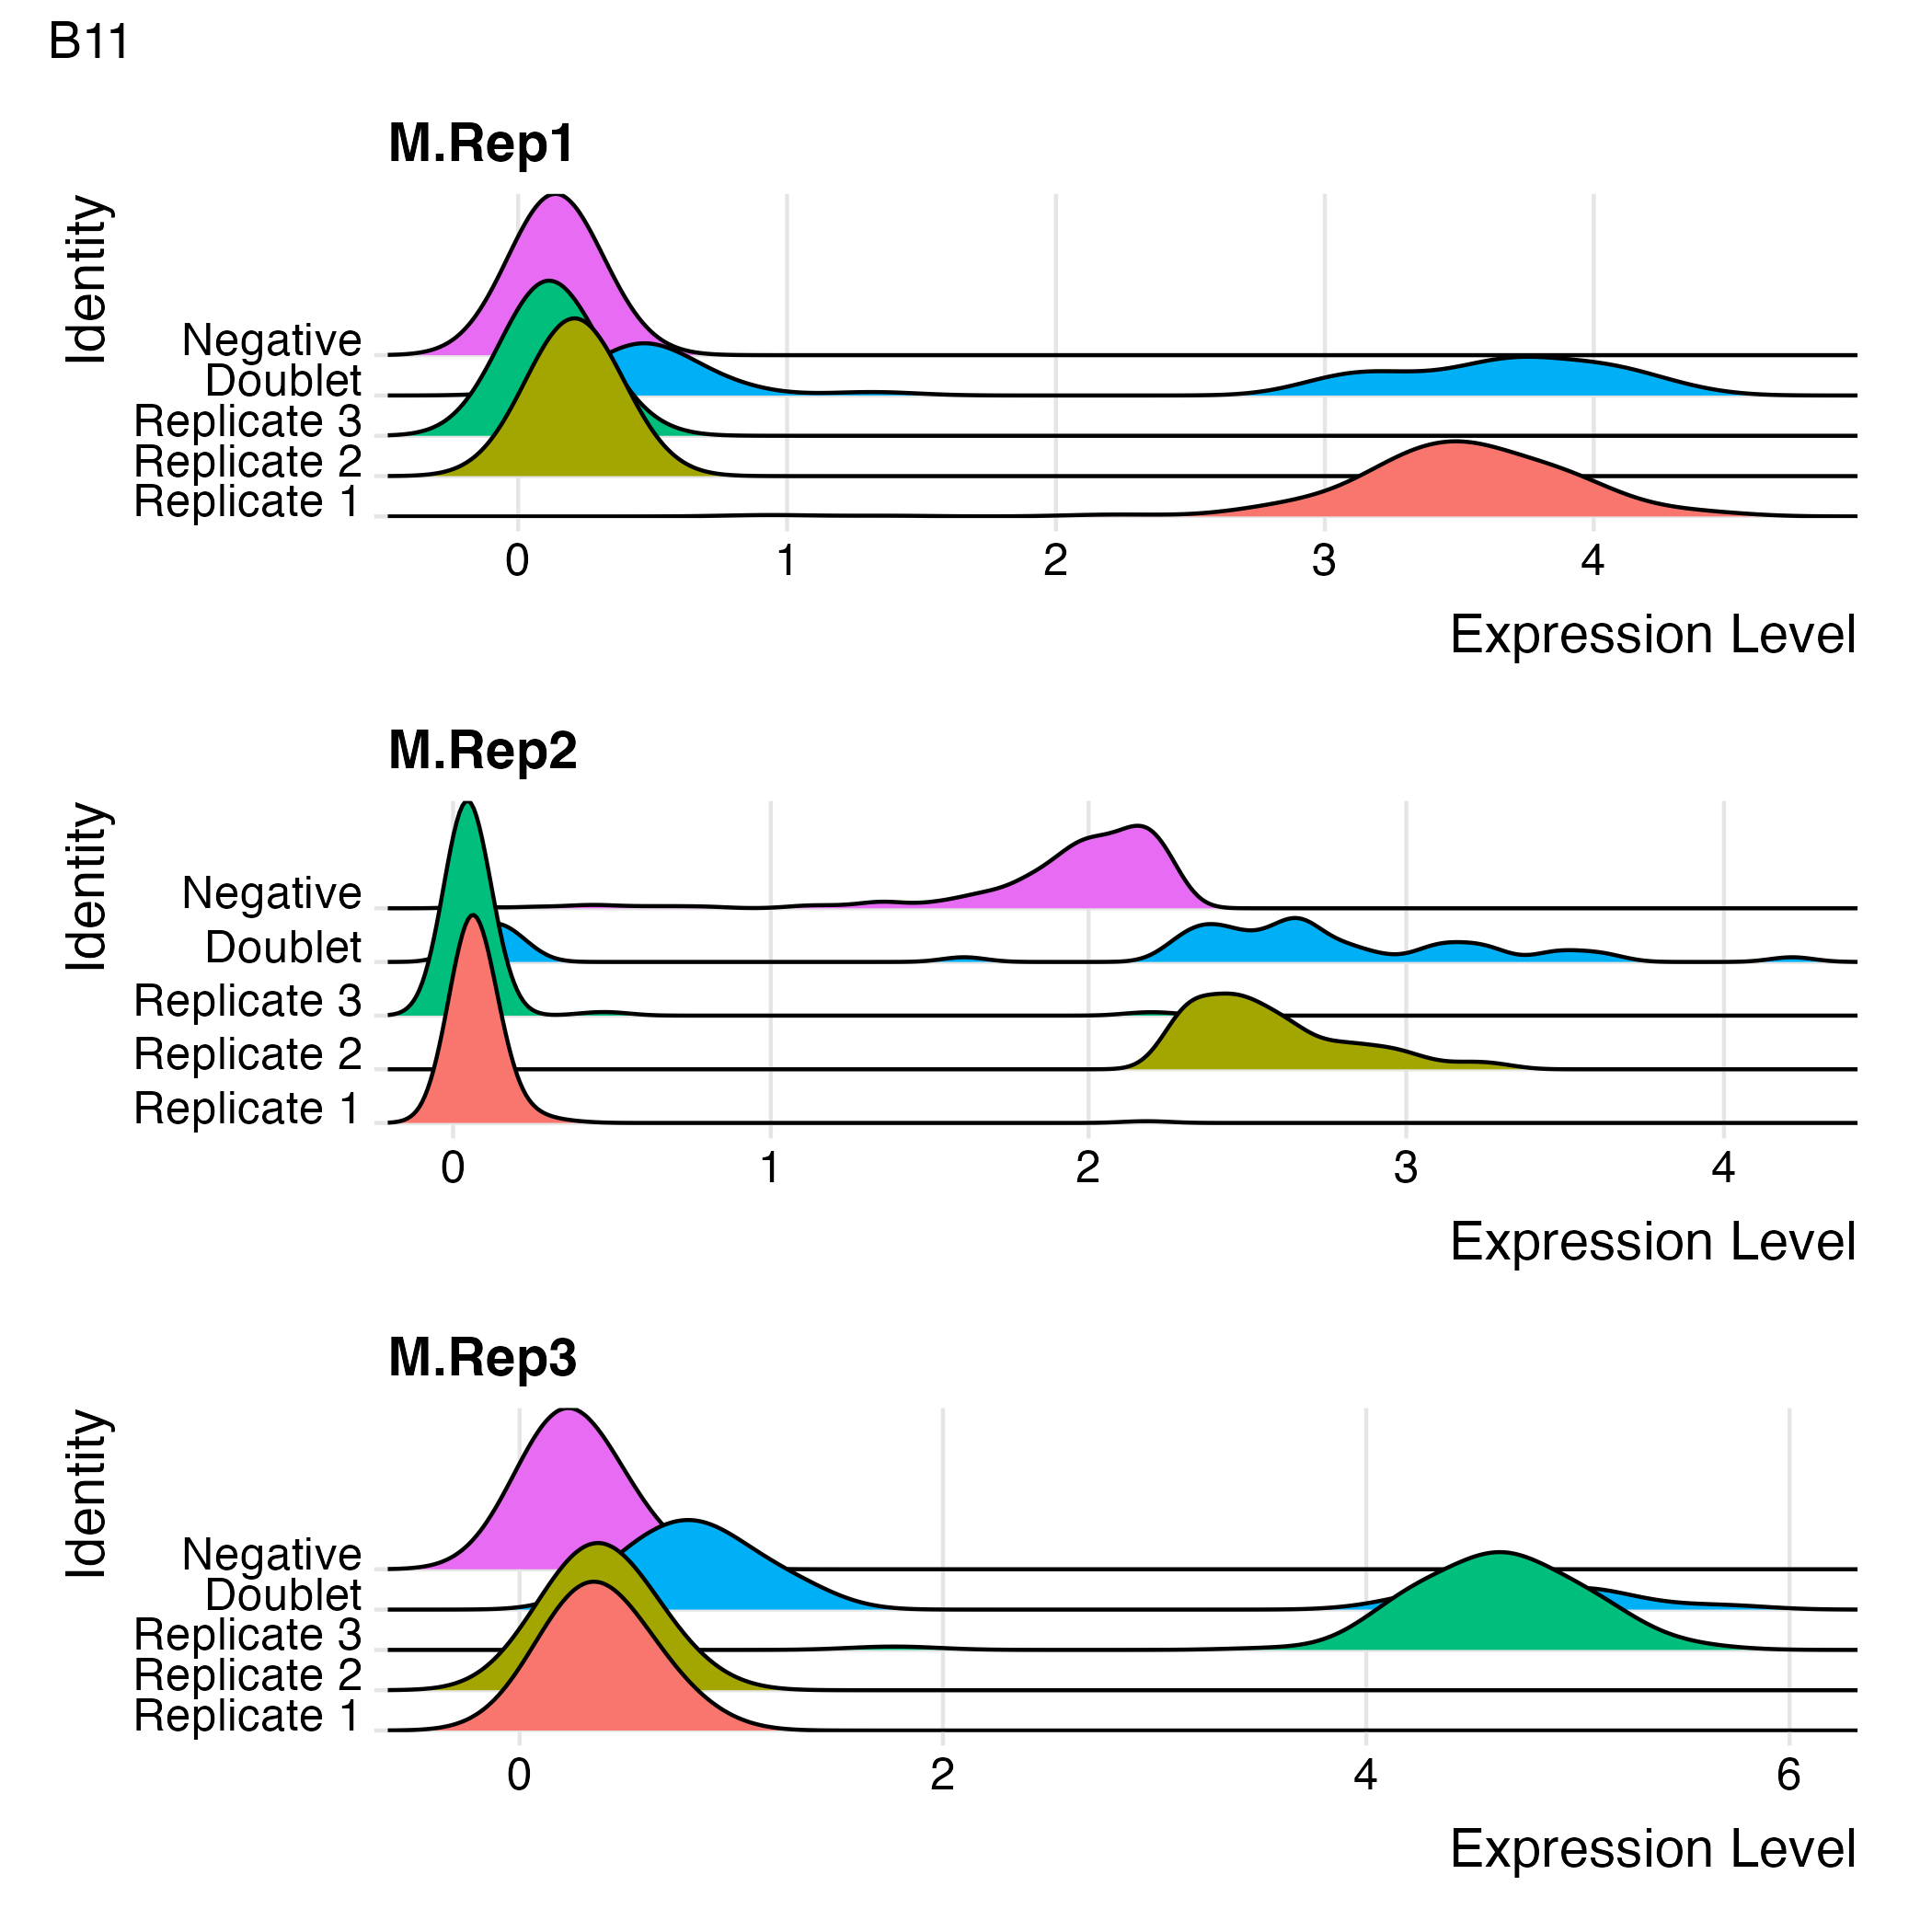 B11
M.Rep1
Identity
Negative
Doublet
Replicate 3
Replicate 2
Replicate 1
0 1 2 3 4
Expression Level
M.Rep2
Identity
Negative
Doublet
Replicate 3
Replicate 2
Replicate 1
0 1 2 3 4
Expression Level
M.Rep3
Identity
Negative
Doublet
Replicate 3
Replicate 2
Replicate 1
0 2 4 6
Expression Level